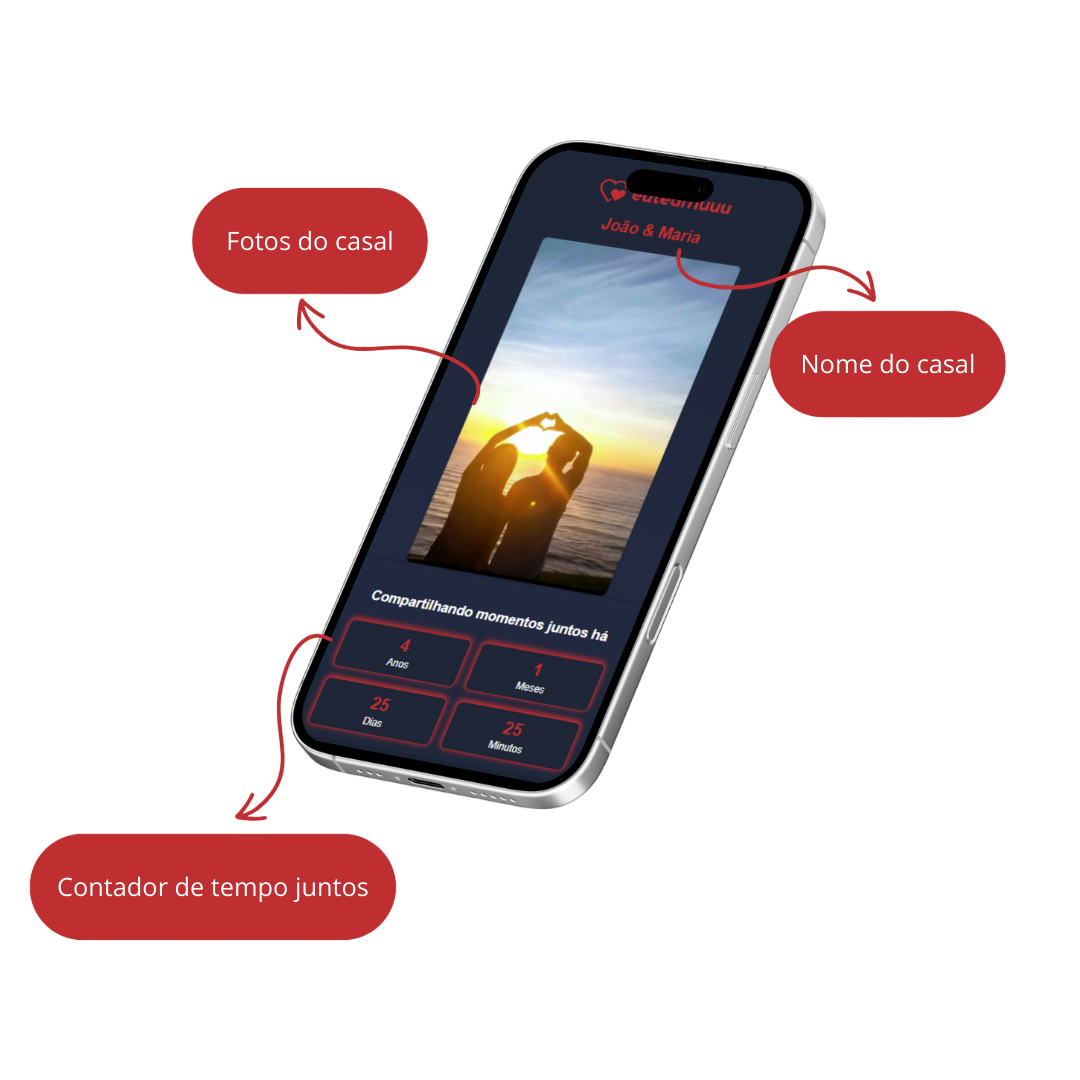 Fotos do casal
João & Maria
Nome do casal
Compartilhando momentos juntos há
4
Anos
1
Meses
25
Dias
25
Minutos
Contador de tempo juntos